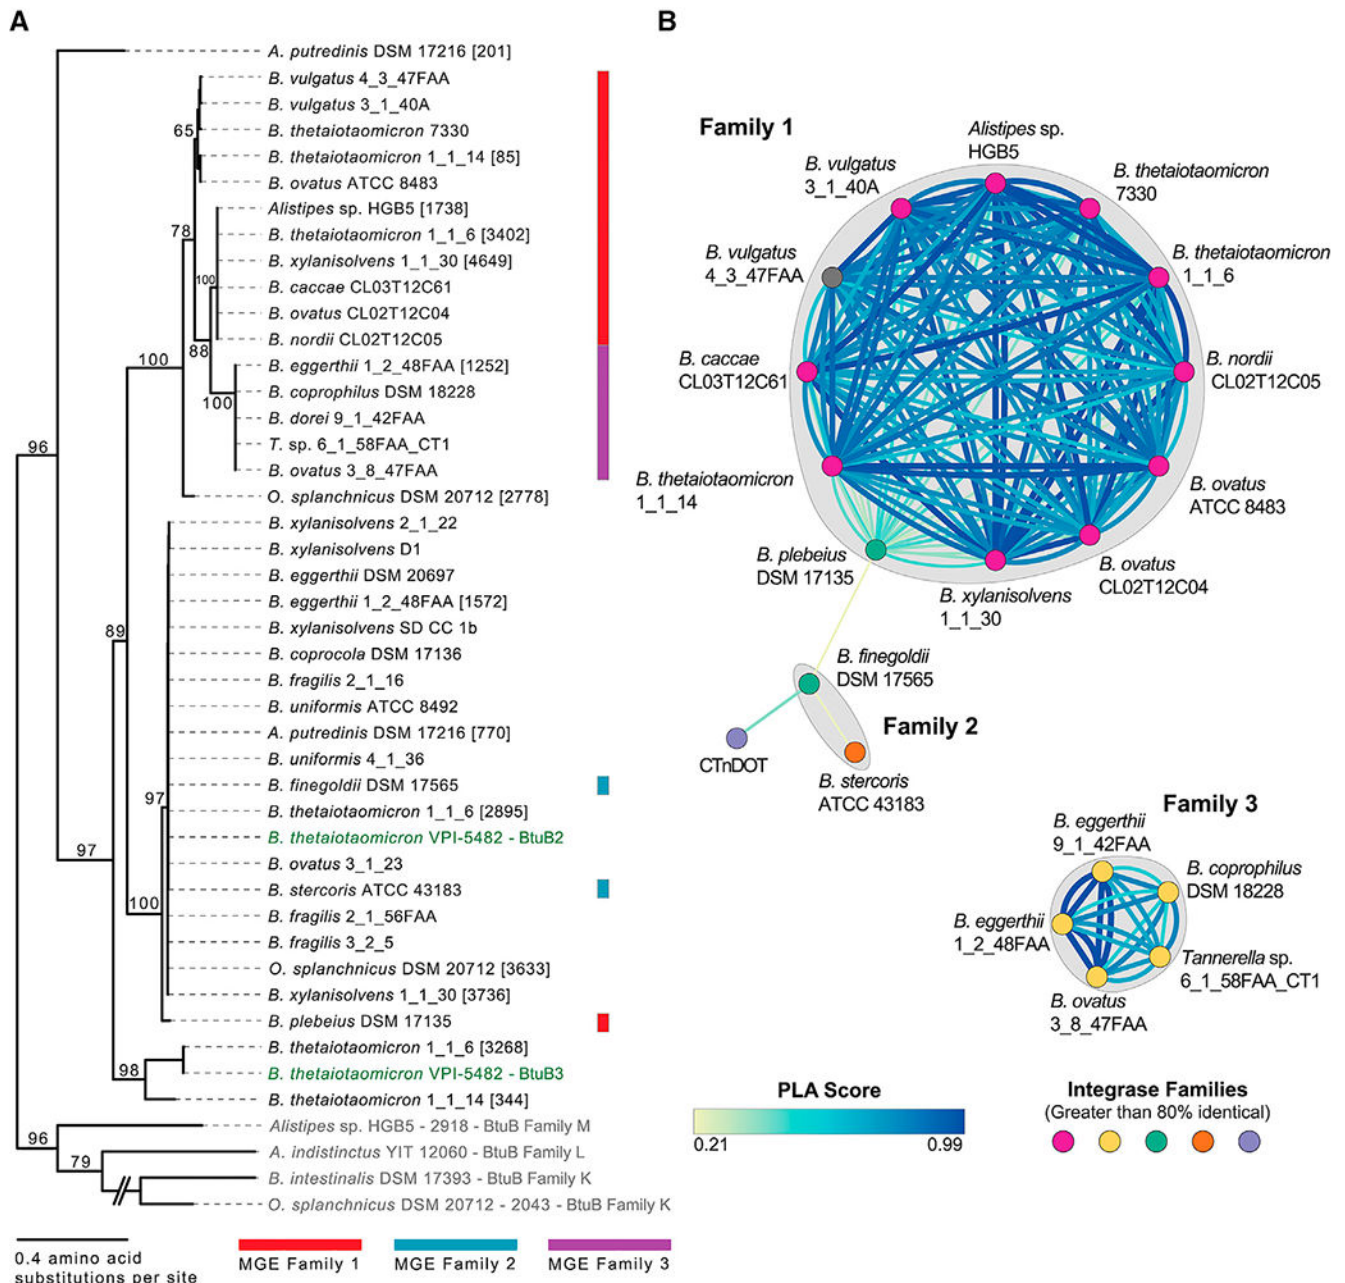 A
A. putredinis DSM 17216 [201]
B. vulgatus 4_3_47FAA
B. vulgatus 3_1_40A
65
B. thetaiotaomicron 7330
B. thetaiotaomicron 1_1_14 [85]
B. ovatus ATCC 8483
Alistipes sp. HGB5 [1738]
78
B. thetaiotaomicron 1_1_6 [3402]
B. xylanisolvens 1_1_30 [4649]
100
B. caccae CL03T12C61
B. ovatus CL02T12C04
B. nordii CL02T12C05
88
100
B. eggerthii 1_2_48FAA [1252]
B. coprophilus DSM 18228
100
B. dorei 9_1_42FAA
T. sp. 6_1_58FAA_CT1
96
B. ovatus 3_8_47FAA
O. splanchnicus DSM 20712 [2778]
B. xylanisolvens 2_1_22
B. xylanisolvens D1
B. eggerthii DSM 20697
B. eggerthii 1_2_48FAA [1572]
89
B. xylanisolvens SD CC 1b
B. coprocola DSM 17136
B. fragilis 2_1_16
B. uniformis ATCC 8492
A. putredinis DSM 17216 [770]
B. uniformis 4_1_36
B. finegoldii DSM 17565
97
B. thetaiotaomicron 1_1_6 [2895]
B. thetaiotaomicron VPI-5482 - BtuB2
97
B. ovatus 3_1_23
B. stercoris ATCC 43183
100
B. fragilis 2_1_56FAA
B. fragilis 3_2_5
O. splanchnicus DSM 20712 [3633]
B. xylanisolvens 1_1_30 [3736]
B. plebeius DSM 17135
B. thetaiotaomicron 1_1_6 [3268]
98
B. thetaiotaomicron VPI-5482 - BtuB3
B. thetaiotaomicron 1_1_14 [344]
Alistipes sp. HGB5 - 2918 - BtuB Family M
96
A. indistinctus YIT 12060 - BtuB Family L
79
B. intestinalis DSM 17393 - BtuB Family K
O. splanchnicus DSM 20712 - 2043 - BtuB Family K
0.4 amino acid
substitutions per site
MGE Family 1
MGE Family 2
MGE Family 3
B
Family 1
Alistipes sp.
HGB5
B. vulgatus
3_1_40A
B. thetaiotaomicron
7330
B. vulgatus
4_3_47FAA
B. thetaiotaomicron
1_1_6
B. caccae
CL03T12C61
B. nordii
CL02T12C05
B. thetaiotaomicron
1_1_14
B. ovatus
ATCC 8483
B. plebeius
DSM 17135
B. ovatus
CL02T12C04
B. xylanisolvens
1_1_30
B. finegoldii
DSM 17565
Family 2
CTnDOT
B. stercoris
ATCC 43183
Family 3
B. eggerthii
9_1_42FAA
B. coprophilus
DSM 18228
B. eggerthii
1_2_48FAA
Tannerella sp.
6_1_58FAA_CT1
B. ovatus
3_8_47FAA
PLA Score
0.21
0.99
Integrase Families
(Greater than 80% identical)